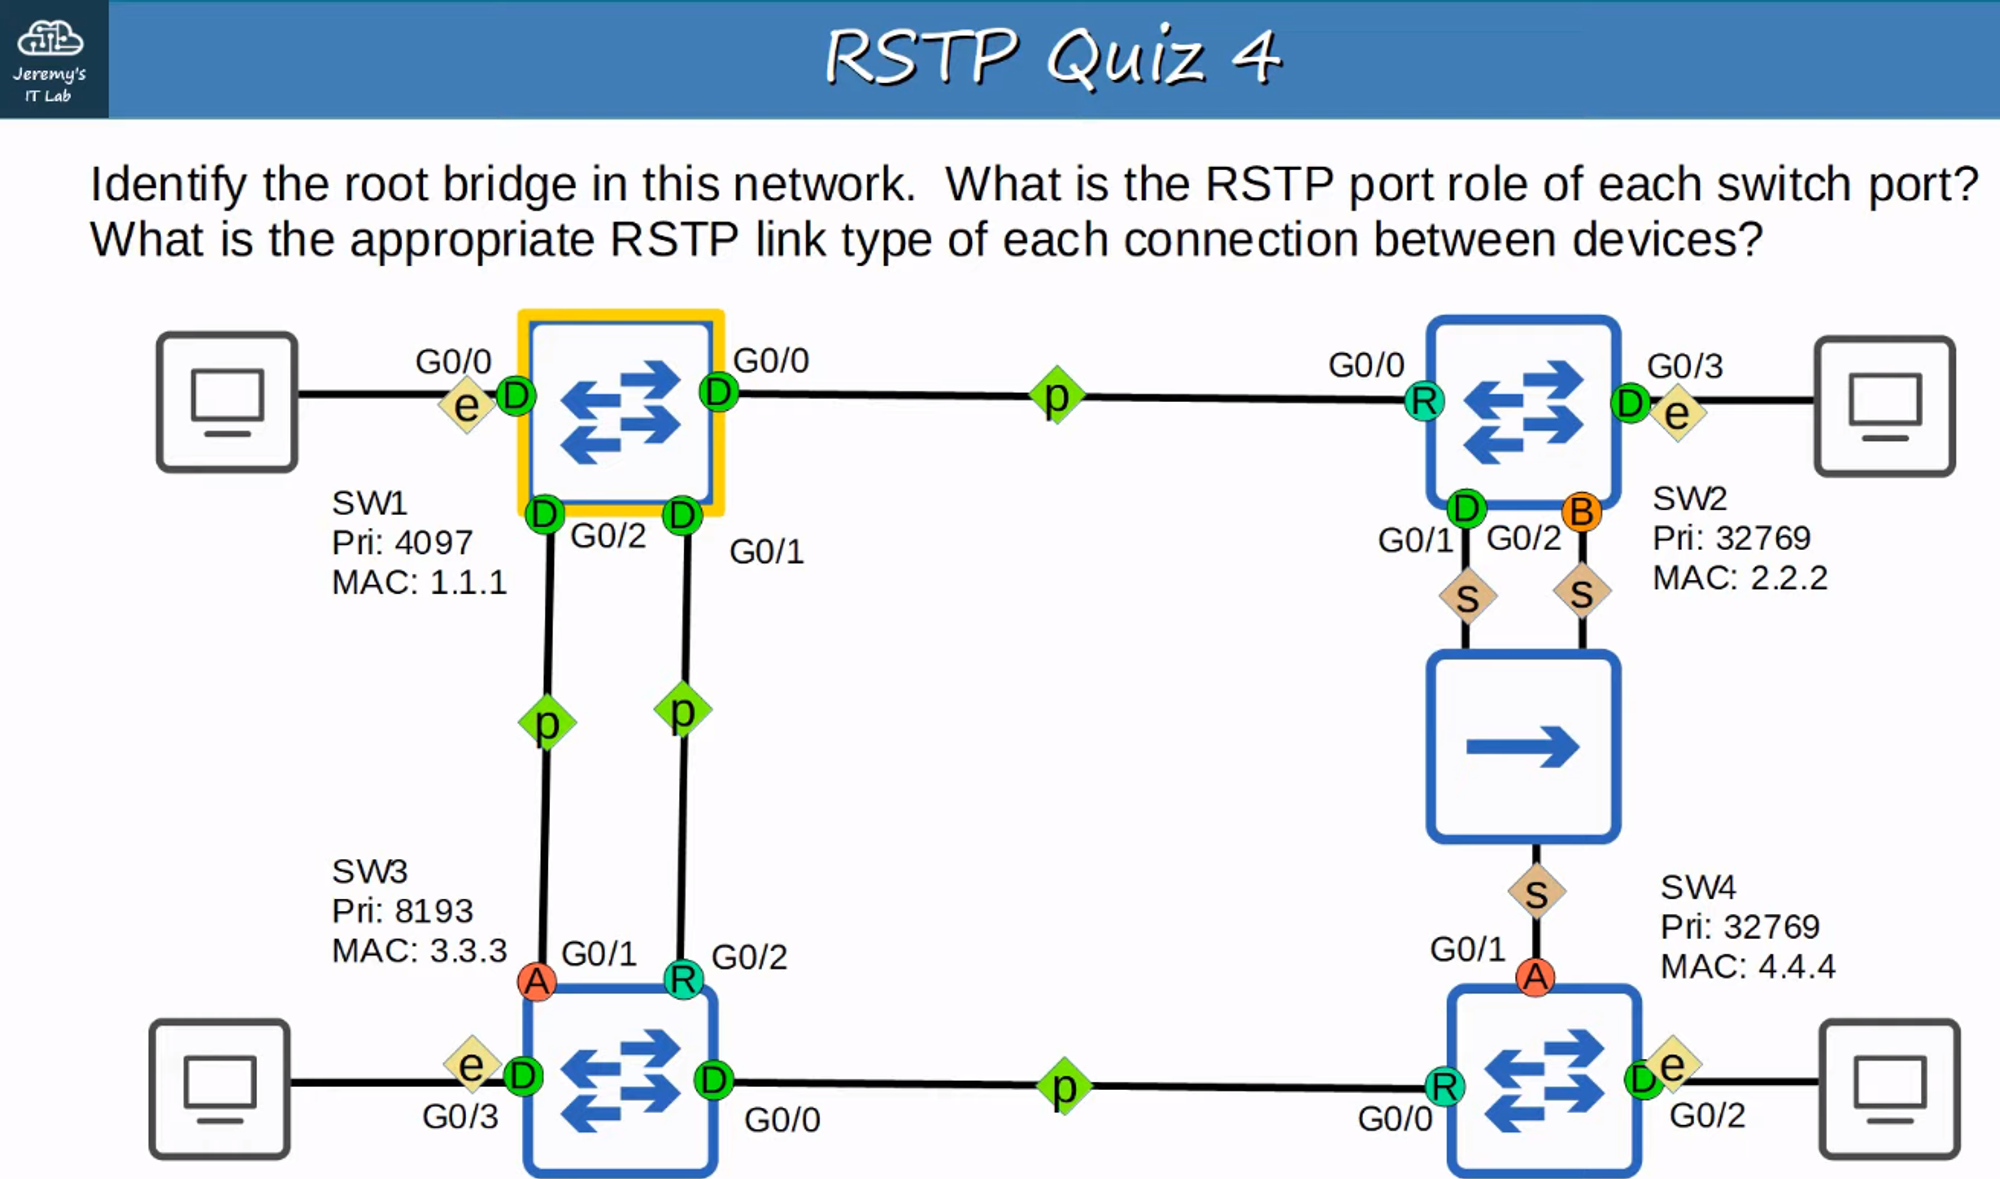 Jeremy's
IT Lab
RSTP Quiz 4
Identify the root bridge in this network.  What is the RSTP port role of each switch port?
What is the appropriate RSTP link type of each connection between devices?
G0/0
e
D
D
G0/0
p
G0/0
R
D
G0/3
e
SW1
Pri: 4097
MAC: 1.1.1
D
G0/2
D
G0/1
D
B
G0/1
G0/2
SW2
Pri: 32769
MAC: 2.2.2
s
s
p
p
SW3
Pri: 8193
MAC: 3.3.3
s
SW4
Pri: 32769
MAC: 4.4.4
A
G0/1
R
G0/2
G0/1
A
e
D
G0/3
D
G0/0
p
R
G0/0
D
e
G0/2